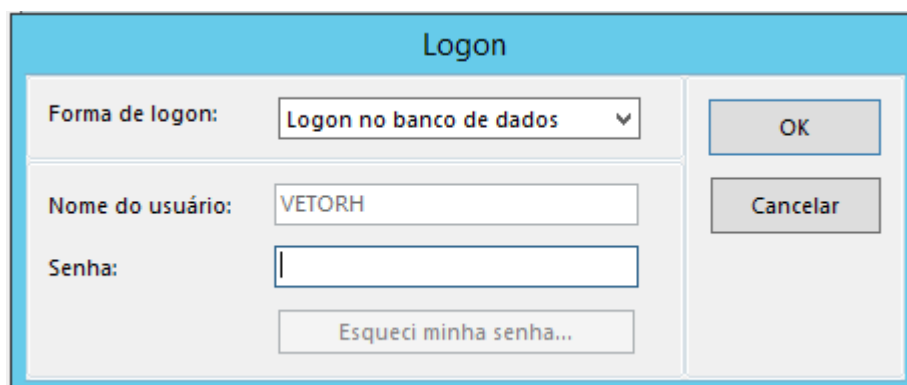 Logon
Forma de logon:
Logon no banco de dados
OK
Nome do usuário:
VETORH
Cancelar
Senha:
Esqueci minha senha...